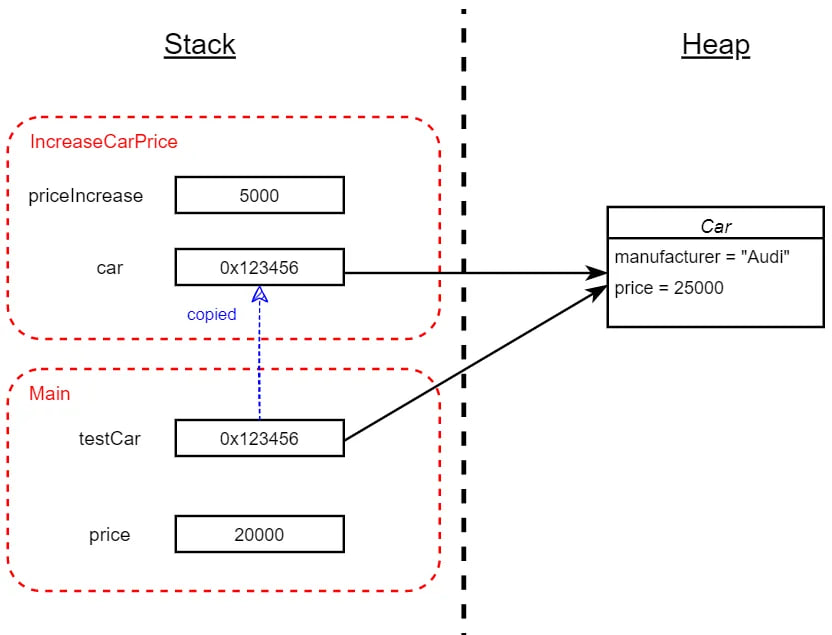 Stack
Heap
IncreaseCarPrice
priceIncrease
5000
car
0x123456
copied
Main
testCar
0x123456
price
20000
Car
manufacturer = "Audi"
price = 25000